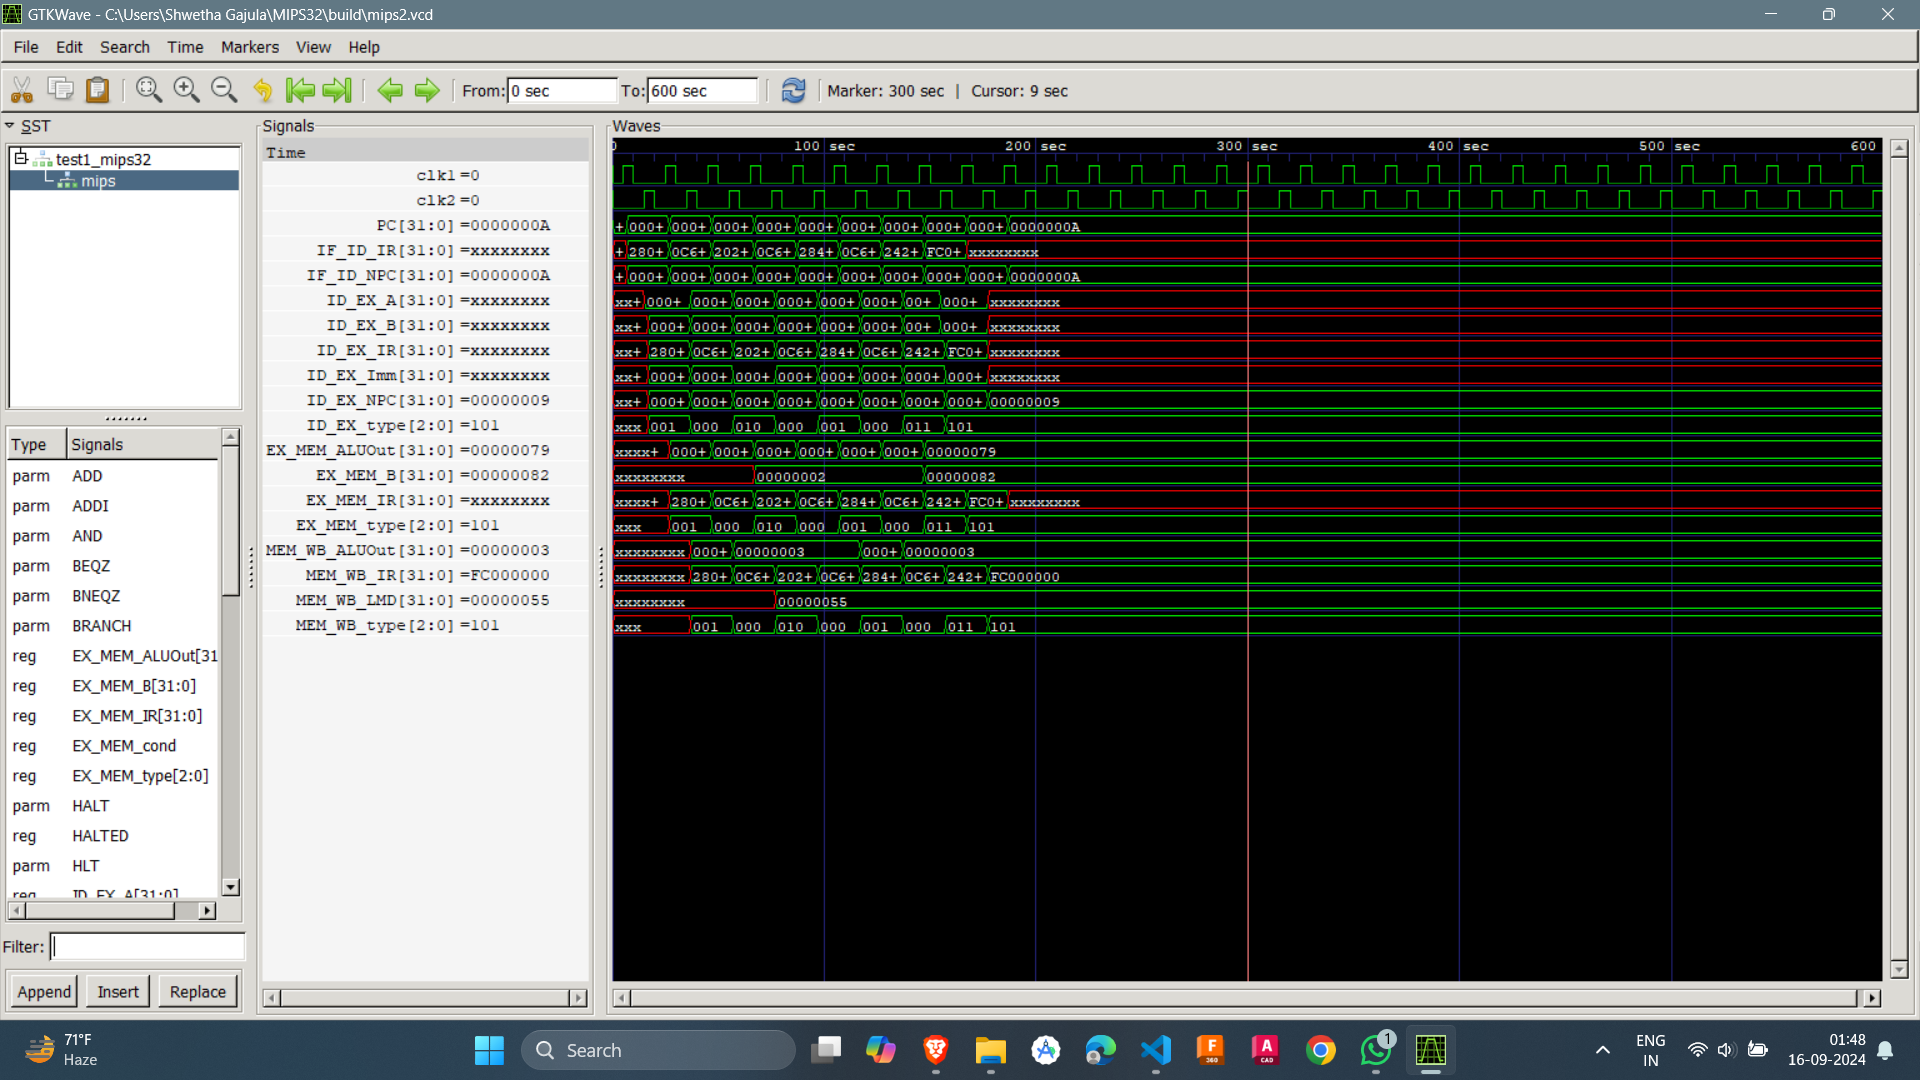 GTKWave - C:\Users\Shwetha Gajula\MIPS32\build\mips2.vcd
File Edit Search Time Markers View Help
From: 0 sec To: 600 sec Marker: 300 sec | Cursor: 9 sec
SST
test1_mips32
mips
Type Signals
parm ADD
parm ADDI
parm AND
parm BEQZ
parm BNEQZ
parm BRANCH
reg EX_MEM_ALUOut[31
reg EX_MEM_B[31:0]
reg EX_MEM_IR[31:0]
reg EX_MEM_cond
reg EX_MEM_type[2:0]
parm HALT
reg HALTED
parm HLT
reg ID_EX_A[31:0]
Filter:
Append Insert Replace
Signals
Time
clk1 =0
clk2 =0
PC[31:0] =0000000A
IF_ID_IR[31:0] =xxxxxxxx
IF_ID_NPC[31:0] =0000000A
ID_EX_A[31:0] =xxxxxxxx
ID_EX_B[31:0] =xxxxxxxx
ID_EX_IR[31:0] =xxxxxxxx
ID_EX_Imm[31:0] =xxxxxxxx
ID_EX_NPC[31:0] =00000009
ID_EX_type[2:0] =101
EX_MEM_ALUOut[31:0] =00000079
EX_MEM_B[31:0] =00000082
EX_MEM_IR[31:0] =xxxxxxxx
EX_MEM_type[2:0] =101
MEM_WB_ALUOut[31:0] =00000003
MEM_WB_IR[31:0] =FC000000
MEM_WB_LMD[31:0] =00000055
MEM_WB_type[2:0] =101
Waves
0 100 sec 200 sec 300 sec 400 sec 500 sec 600
+ 000+ 000+ 000+ 000+ 000+ 000+ 000+ 000+ 000+ 0000000A
+ 280+ 0C6+ 202+ 0C6+ 284+ 0C6+ 242+ FC0+ xxxxxxxx
+ 000+ 000+ 000+ 000+ 000+ 000+ 000+ 000+ 000+ 0000000A
xx+ 000+ 000+ 000+ 000+ 000+ 000+ 00+ 000+ xxxxxxxx
xx+ 000+ 000+ 000+ 000+ 000+ 000+ 00+ 000+ xxxxxxxx
xx+ 280+ 0C6+ 202+ 0C6+ 284+ 0C6+ 242+ FC0+ xxxxxxxx
xx+ 000+ 000+ 000+ 000+ 000+ 000+ 000+ 000+ xxxxxxxx
xx+ 000+ 000+ 000+ 000+ 000+ 000+ 000+ 000+ 00000009
xxx 001 000 010 000 001 000 011 101
xxxx+ 000+ 000+ 000+ 000+ 000+ 000+ 00000079
xxxxxxxx 00000002 00000082
xxxx+ 280+ 0C6+ 202+ 0C6+ 284+ 0C6+ 242+ FC0+ xxxxxxxx
xxx 001 000 010 000 001 000 011 101
xxxxxxxx 000+ 00000003 000+ 00000003
xxxxxxxx 280+ 0C6+ 202+ 0C6+ 284+ 0C6+ 242+ FC000000
xxxxxxxx 00000055
xxx 001 000 010 000 001 000 011 101
71°F
Haze
Search
F
360
A
CAD
1
ENG
IN
01:48
16-09-2024